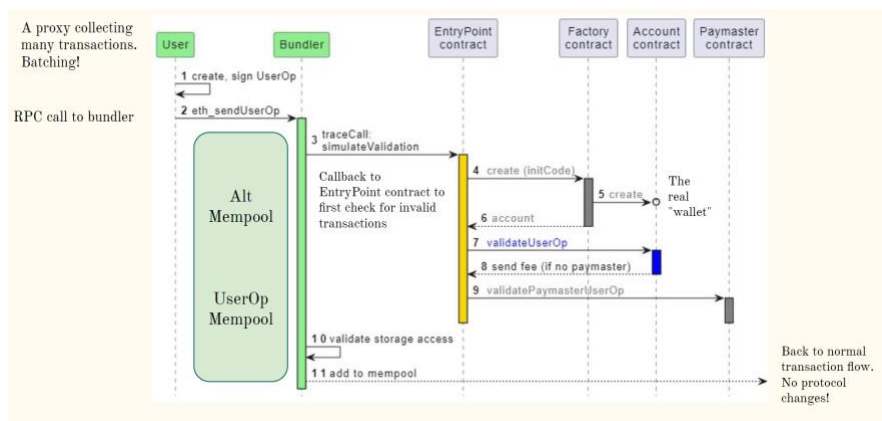 A proxy collecting
many transactions.
Batching!
User
Bundler
EntryPoint
contract
Factory
contract
Account
contract
Paymaster
contract
1 create, sign UserOp
RPC call to bundler
2 eth_sendUserOp
3 traceCall:
simulateValidation
Callback to
EntryPoint contract to
first check for invalid
transactions
4 create (initCode)
5 create
The
real
"wallet"
6 account
Alt
Mempool
7 validateUserOp
8 send fee (if no paymaster)
9 validatePaymasterUserOp
UserOp
Mempool
10 validate storage access
11 add to mempool
Back to normal
transaction flow.
No protocol
changes!